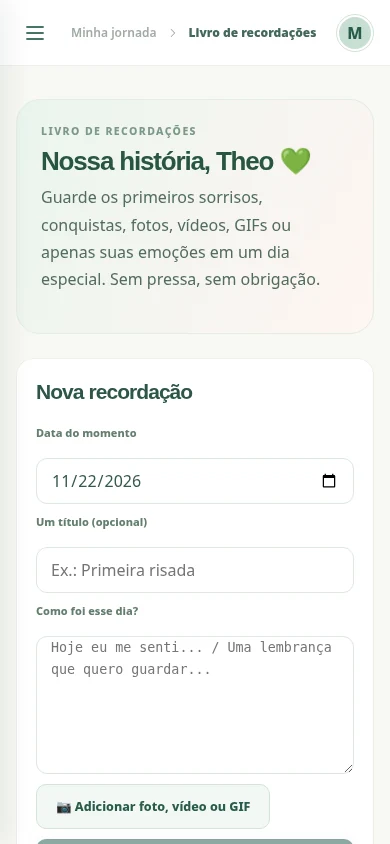 Minha jornada > Livro de recordações M
LIVRO DE RECORDAÇÕES
Nossa história, Theo 💚
Guarde os primeiros sorrisos,
conquistas, fotos, vídeos, GIFs ou
apenas suas emoções em um dia
especial. Sem pressa, sem obrigação.
Nova recordação
Data do momento
11/22/2026
Um título (opcional)
Ex.: Primeira risada
Como foi esse dia?
Hoje eu me senti... / Uma lembrança
que quero guardar...
📷 Adicionar foto, vídeo ou GIF